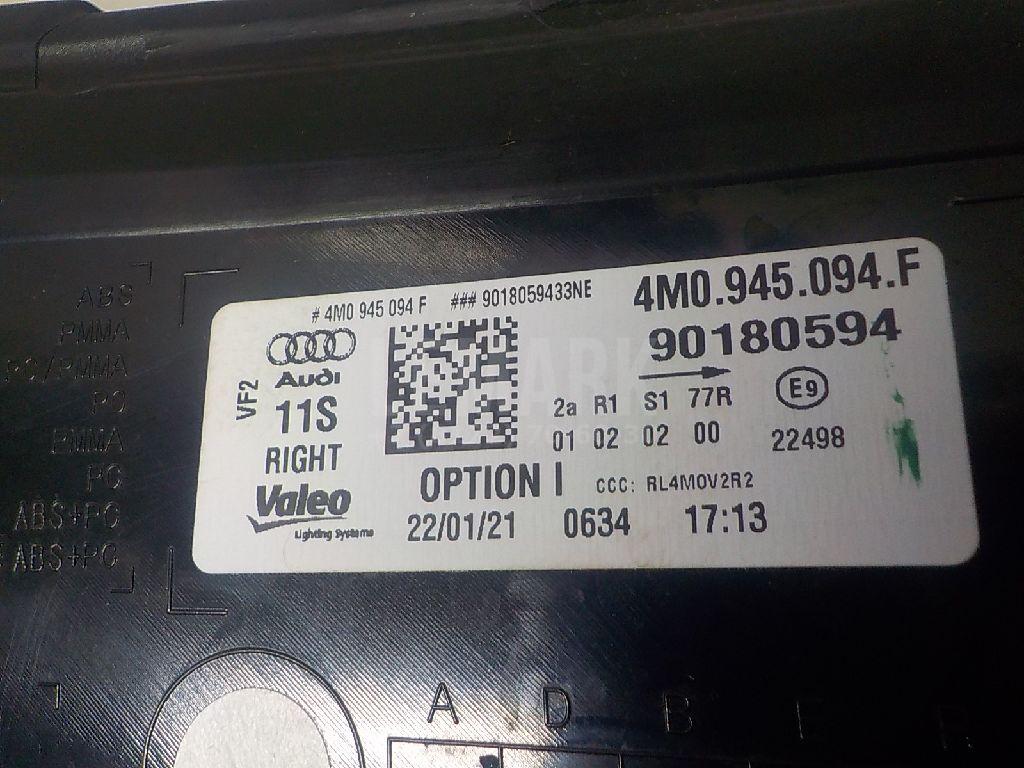 ABS
PMMA
PC/PMMA
PC
PMMA
PC
ABS+PC
ABS+PC
# 4M0 945 094 F ### 9018059433NE
4M0.945.094.F
90180594
Audi
VF2
11S
RIGHT
Valeo
Lighting Systems
2a R1 S1 77R
01 02 02 00
E9
22498
OPTION I CCC: RL4M0V2R2
22/01/21 0634 17:13
A D B E R